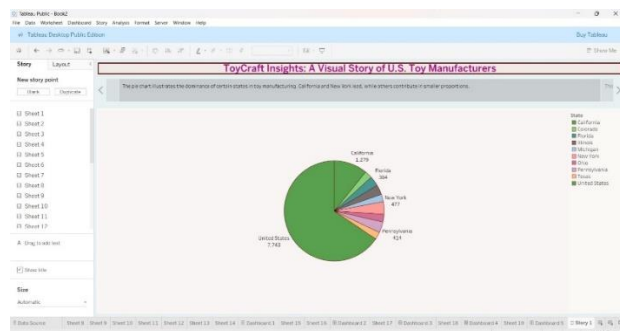 Tableau Public - Book2
File Data Worksheet Dashboard Story Analysis Format Server Window Help
Tableau Desktop Public Edition
Buy Tableau
Show Me
Story Layout
ToyCraft Insights: A Visual Story of U.S. Toy Manufacturers
New story point
Blank Duplicate
The pie chart illustrates the dominance of certain states in toy manufacturing. California and New York lead, while others contribute in smaller proportions.
Sheet 1
Sheet 2
Sheet 3
Sheet 4
Sheet 5
Sheet 6
Sheet 7
Sheet 8
Sheet 9
Sheet 10
Sheet 11
Sheet 12
Drag to add text
Show title
Size
Automatic
California
1,279
Florida
364
New York
477
Pennsylvania
414
United States
7,743
State
California
Colorado
Florida
Illinois
Michigan
New York
Ohio
Pennsylvania
Texas
United States
Data Source Sheet 8 Sheet 9 Sheet 10 Sheet 11 Sheet 12 Sheet 13 Sheet 14 Dashboard 1 Sheet 15 Sheet 16 Dashboard 2 Sheet 17 Dashboard 3 Sheet 18 Dashboard 4 Sheet 19 Dashboard 5 Story 1